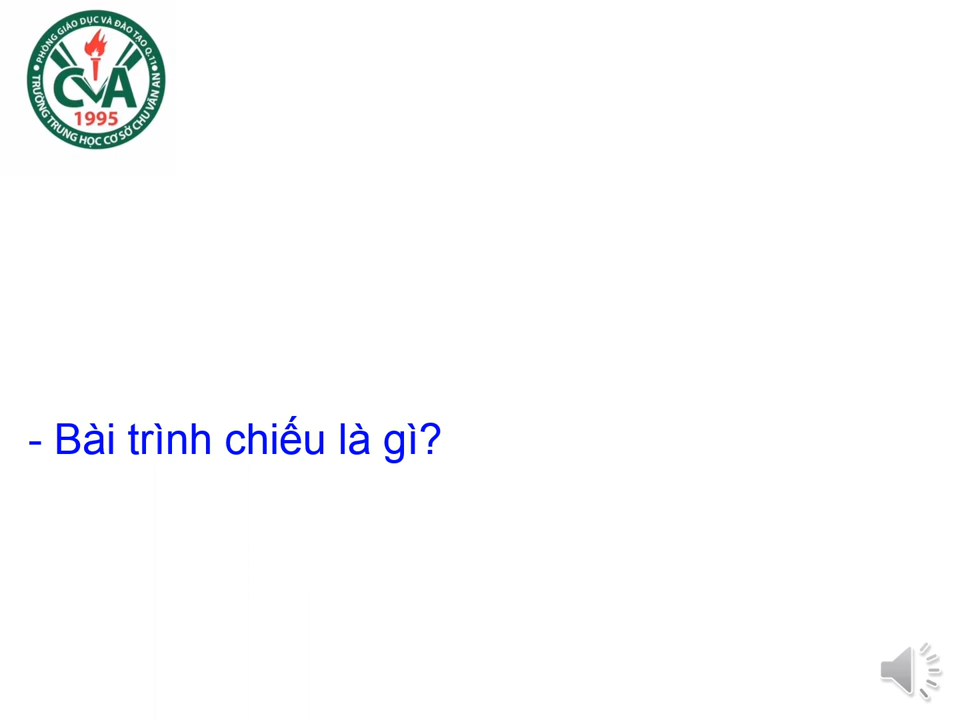 PHÒNG GIÁO DỤC VÀ ĐÀO TẠO Q.11
CVA
1995
TRƯỜNG TRUNG HỌC CƠ SỞ CHU VĂN AN
- Bài trình chiếu là gì?